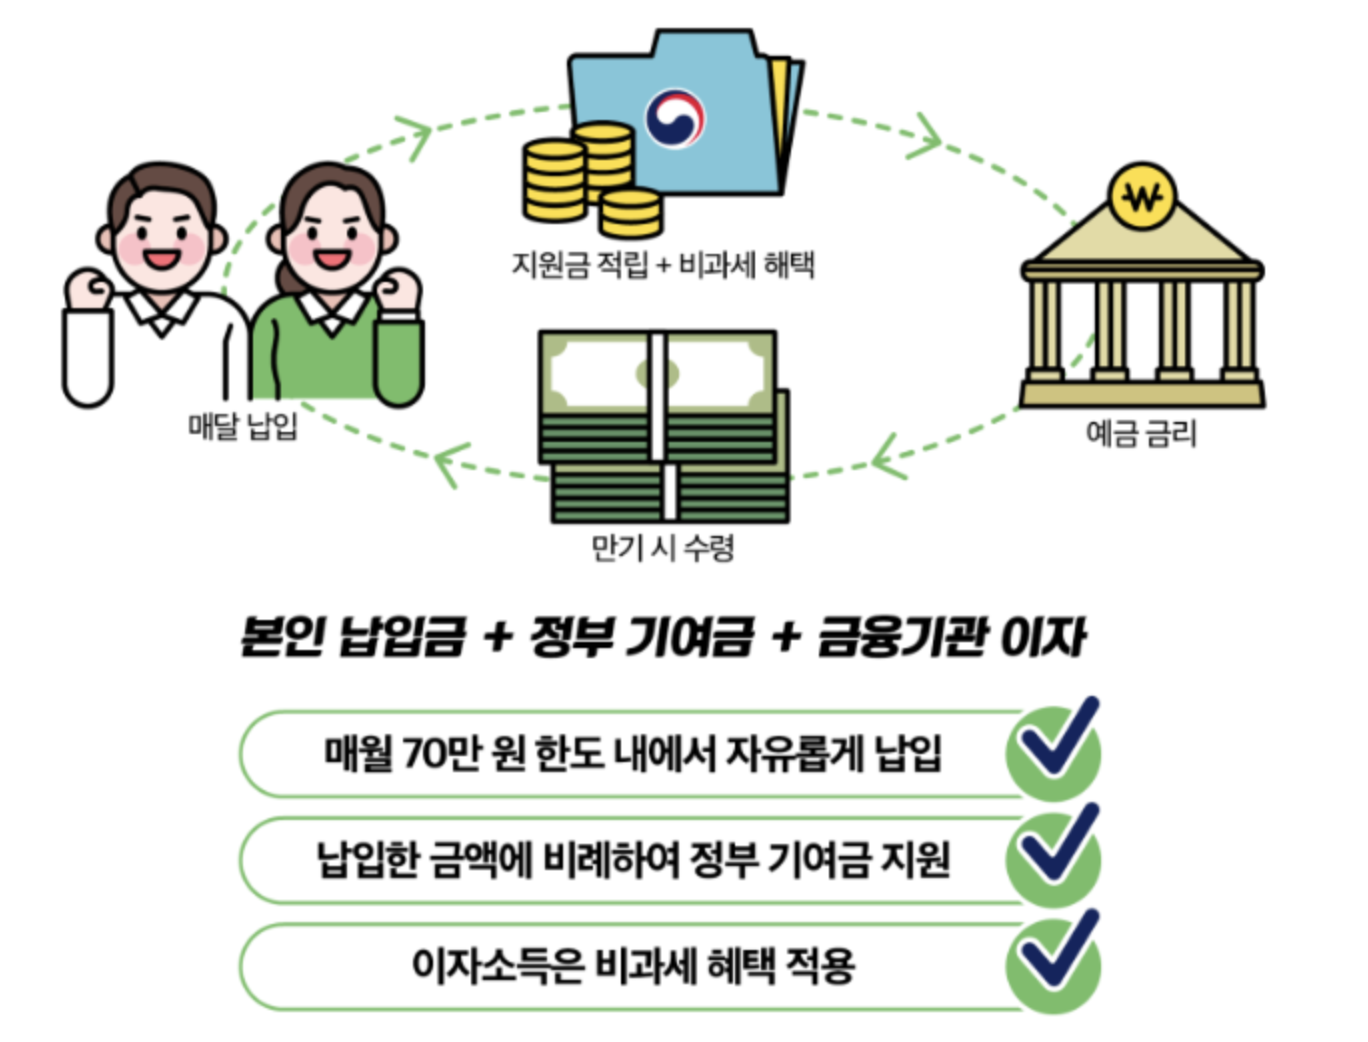 지원금 적립 + 비과세 해택
매달 납입
예금 금리
만기 시 수령
본인 납입금 + 정부 기여금 + 금융기관 이자
매월 70만 원 한도 내에서 자유롭게 납입
납입한 금액에 비례하여 정부 기여금 지원
이자소득은 비과세 혜택 적용